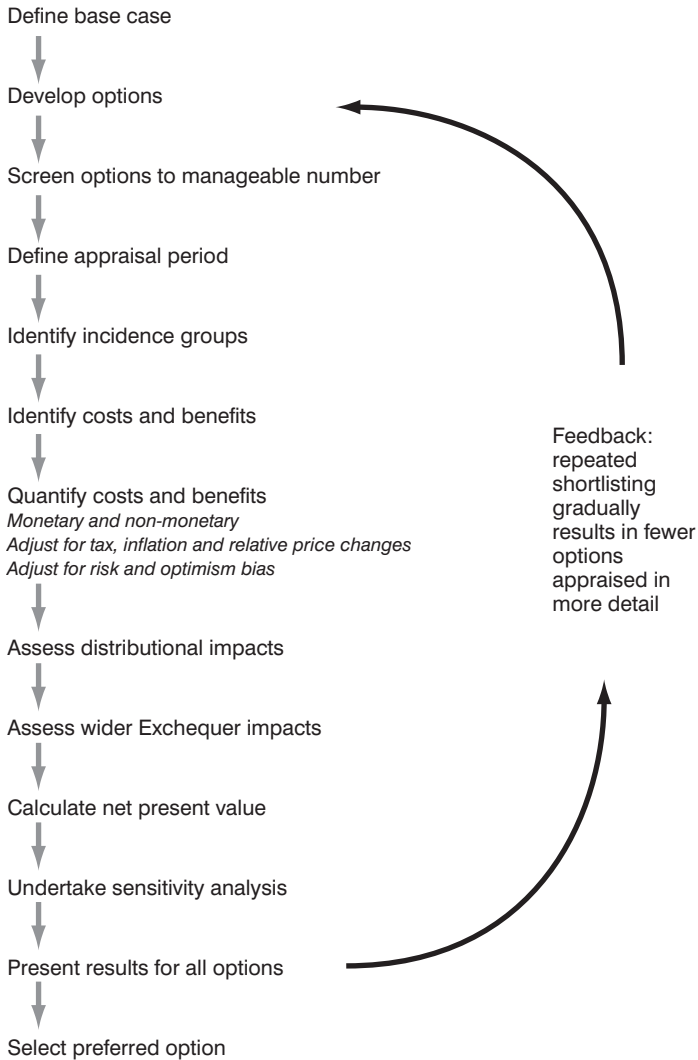 Define base case
Develop options
Screen options to manageable number
Define appraisal period
Identify incidence groups
Identify costs and benefits
Quantify costs and benefits
Monetary and non-monetary
Adjust for tax, inflation and relative price changes
Adjust for risk and optimism bias
Assess distributional impacts
Assess wider Exchequer impacts
Calculate net present value
Undertake sensitivity analysis
Present results for all options
Select preferred option
Feedback:
repeated
shortlisting
gradually
results in fewer
options
appraised in
more detail